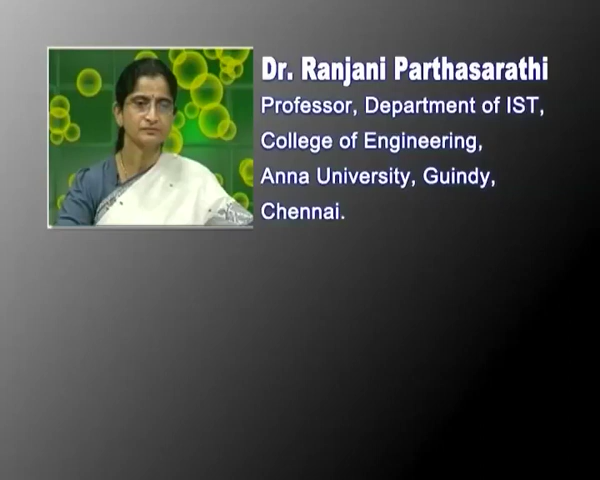 Dr. Ranjani Parthasarathi
Professor, Department of IST,
College of Engineering,
Anna University, Guindy,
Chennai.